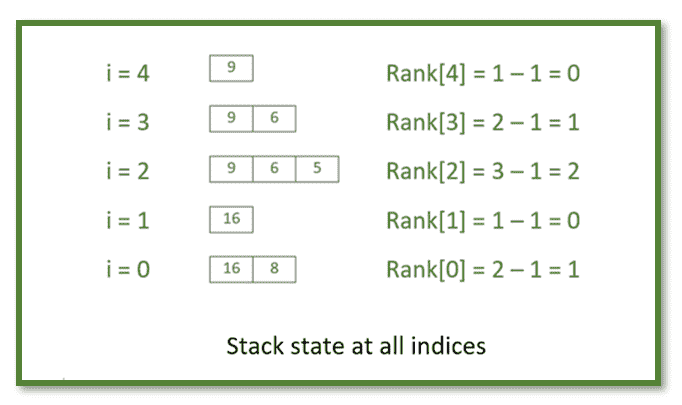 i = 4 9 Rank[4] = 1 – 1 = 0
i = 3 9 6 Rank[3] = 2 – 1 = 1
i = 2 9 6 5 Rank[2] = 3 – 1 = 2
i = 1 16 Rank[1] = 1 – 1 = 0
i = 0 16 8 Rank[0] = 2 – 1 = 1
Stack state at all indices